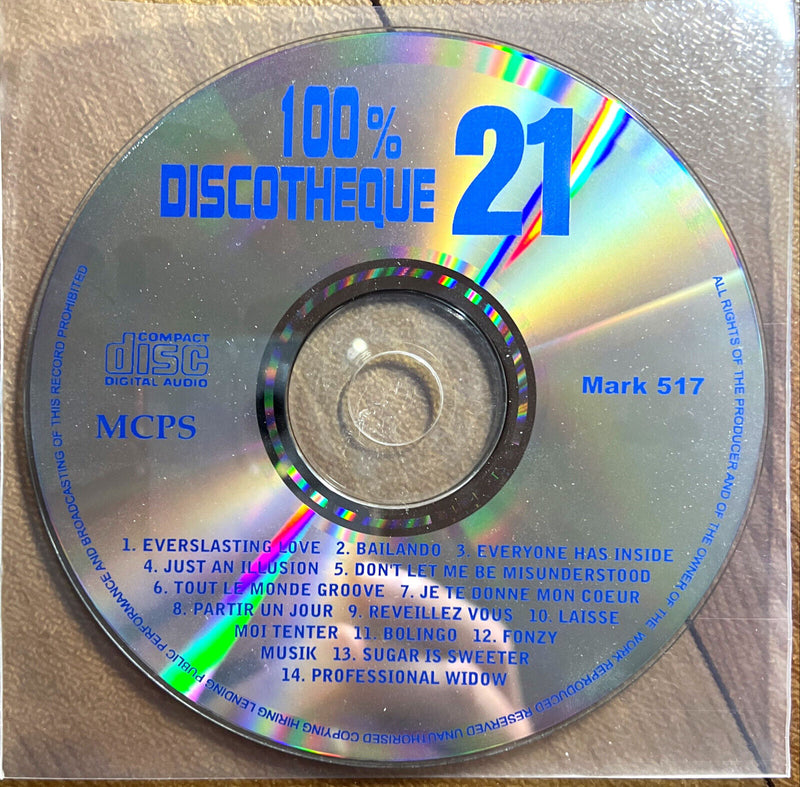 100%
DISCOTHEQUE 21
COMPACT
disc
DIGITAL AUDIO
MCPS
Mark 517
1. EVERSLASTING LOVE 2. BAILANDO 3. EVERYONE HAS INSIDE
4. JUST AN ILLUSION 5. DON'T LET ME BE MISUNDERSTOOD
6. TOUT LE MONDE GROOVE 7. JE TE DONNE MON COEUR
8. PARTIR UN JOUR 9. REVEILLEZ VOUS 10. LAISSE
MOI TENTER 11. BOLINGO 12. FONZY
MUSIK 13. SUGAR IS SWEETER
14. PROFESSIONAL WIDOW
ALL RIGHTS OF THE PRODUCER AND OF THE OWNER OF THE WORK REPRODUCED RESERVED UNAUTHORISED COPYING HIRING LENDING PUBLIC PERFORMANCE AND BROADCASTING OF THIS RECORD PROHIBITED